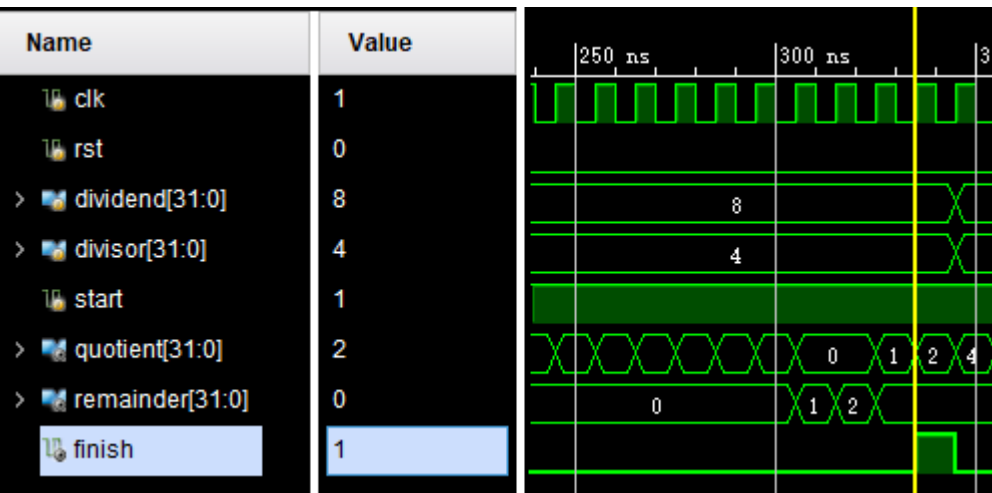 Name Value
250 ns 300 ns 3
clk 1
rst 0
> dividend[31:0] 8 8
> divisor[31:0] 4 4
start 1
> quotient[31:0] 2 0 1 2 4
> remainder[31:0] 0 0 1 2
finish 1